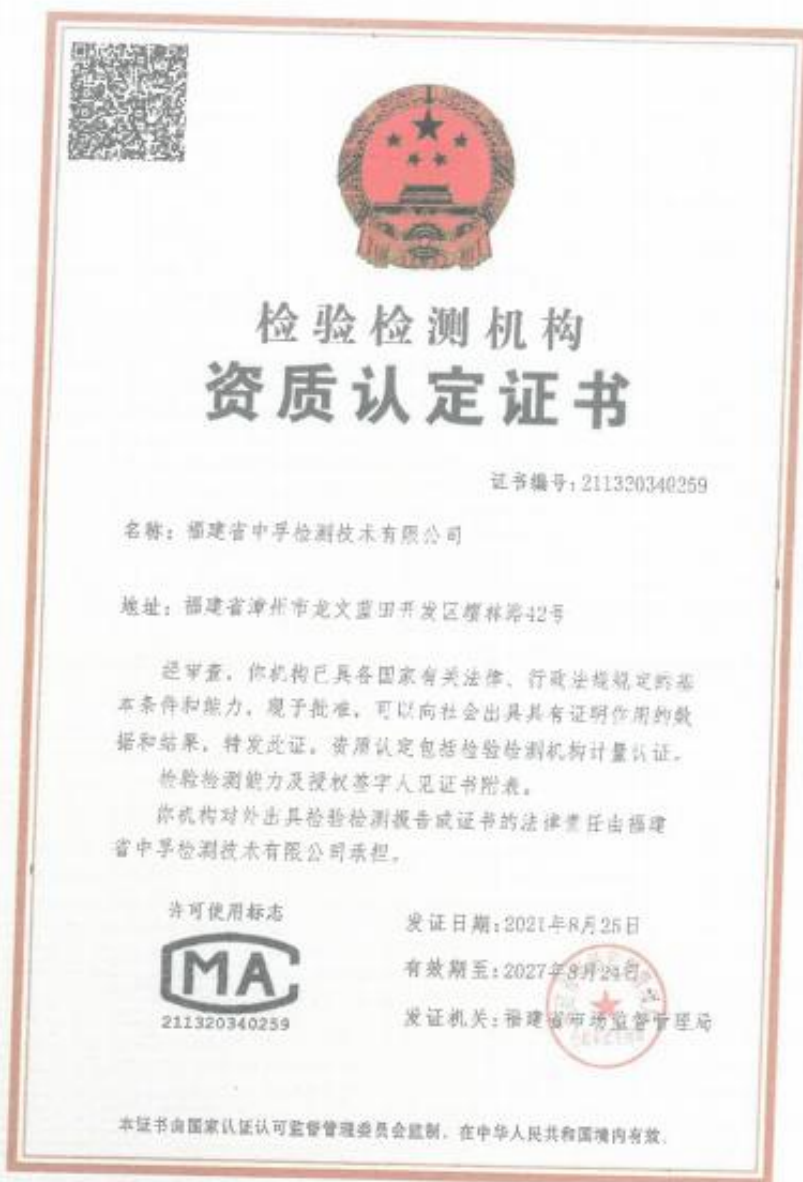 检验检测机构
资质认定证书
证书编号:211320340259
名称:福建省中孚检测技术有限公司
地址:福建省漳州市龙文蓝田开发区檀林路42号
经审查,你机构已具备国家有关法律、行政法规规定的基
本条件和能力,现予批准,可以向社会出具具有证明作用的数
据和结果,特发此证。资质认定包括检验检测机构计量认证。
检验检测能力及授权签字人见证书附表。
你机构对外出具检验检测报告或证书的法律责任由福建
省中孚检测技术有限公司承担。
许可使用标志
MA
211320340259
发证日期:2021年8月25日
有效期至:2027年8月24日
发证机关:福建省市场监督管理局
本证书由国家认证认可监督管理委员会监制,在中华人民共和国境内有效.